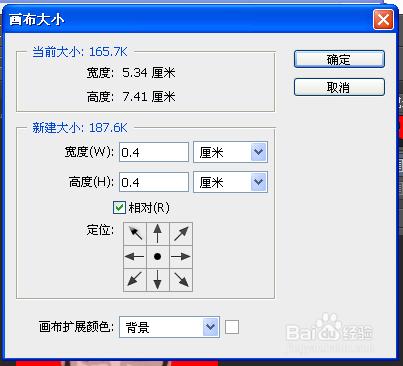 画布大小
当前大小: 165.7K
宽度: 5.34 厘米
高度: 7.41 厘米
确定
取消
新建大小: 187.6K
宽度(W): 0.4 厘米
高度(H): 0.4 厘米
相对(R)
定位:
画布扩展颜色: 背景
Baidu 经验